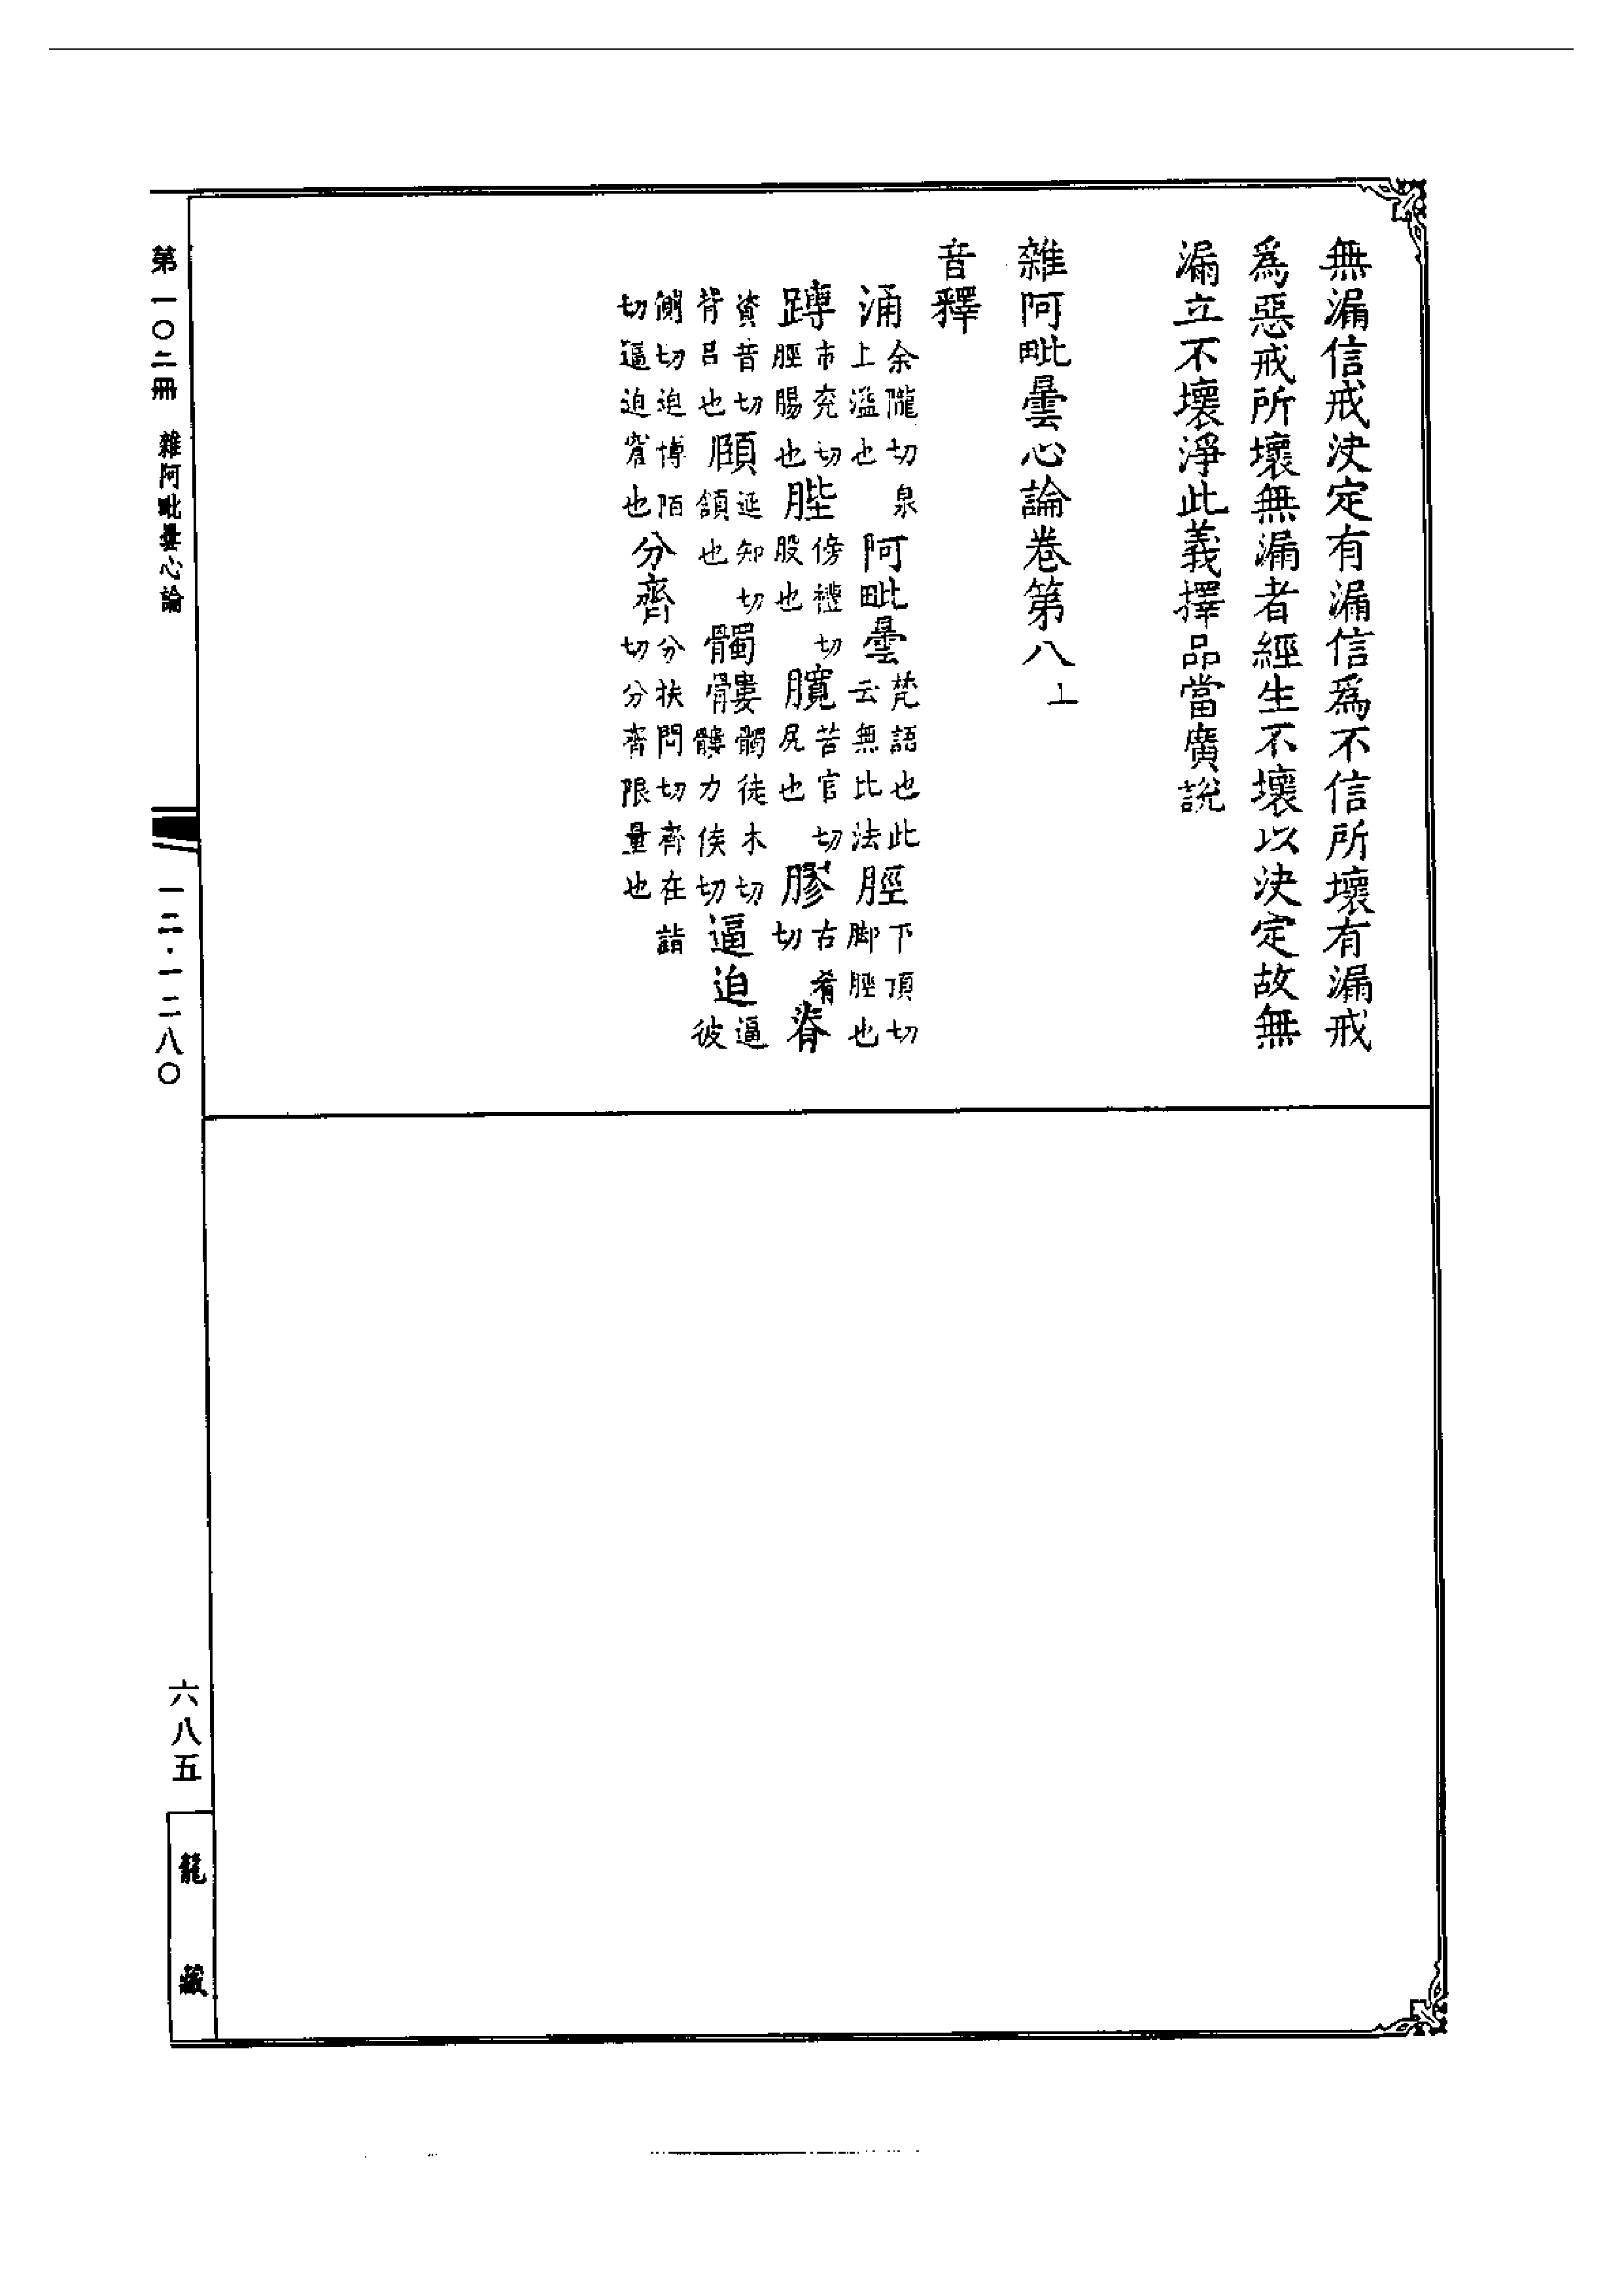 無漏信戒決定有漏信爲不信所壞有漏戒
爲惡戒所壞無漏者經生不壞以決定故無
漏立不壞淨此義擇品當廣說
雜阿毗曇心論卷第八上
音釋
涌余隴切泉上溢也 阿毗曇梵語也此云無比法 脛下頂切脚脛也
蹲市兖切脛腸也 䏶傍禮切股也 臗苦官切尻也 膠古肴切 脊
資昔切背呂也 頤延知切頷也 髑髏髑徒木切髏力侯切 逼迫逼彼
側切迫博陌切逼迫窘也 分齊分扶問切齊在詣切分齊限量也
第一〇二冊 雜阿毗曇心論 一二·一二八〇 六八五
龍藏